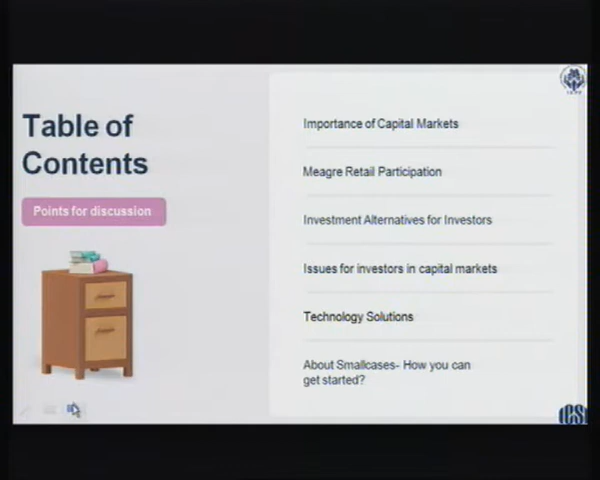 Table of
Contents
Points for discussion
Importance of Capital Markets
Meagre Retail Participation
Investment Alternatives for Investors
Issues for investors in capital markets
Technology Solutions
About Smallcases- How you can
get started?
ICSI